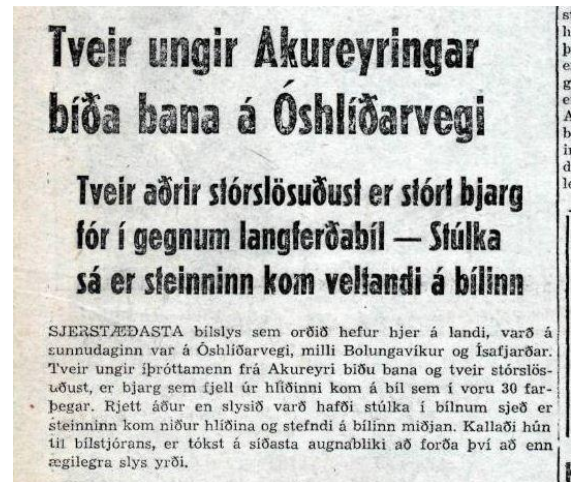 Tveir ungir Akureyringar
bíða bana á Óshlíðarvegi
Tveir aðrir stórslösuðust er stórt bjarg
fór í gegnum langferðabíl — Stúlka
sá er steinninn kom veltandi á bílinn
SJERSTÆÐASTA bílslys sem orðið hefur hjer á landi, varð á
sunnudaginn var á Óshlíðarvegi, milli Bolungavíkur og Ísafjarðar.
Tveir ungir íþróttamenn frá Akureyri biðu bana og tveir stórslös-
uðust, er bjarg sem fjell úr hlíðinni kom á bíl sem í voru 30 far-
þegar. Rjett áður en slysið varð hafði stúlka í bílnum sjeð er
steinninn kom niður hlíðina og stefndi á bílinn miðjan. Kallaði hún
til bílstjórans, er tókst á síðasta augnabliki að forða því að enn
ægilegra slys yrði.